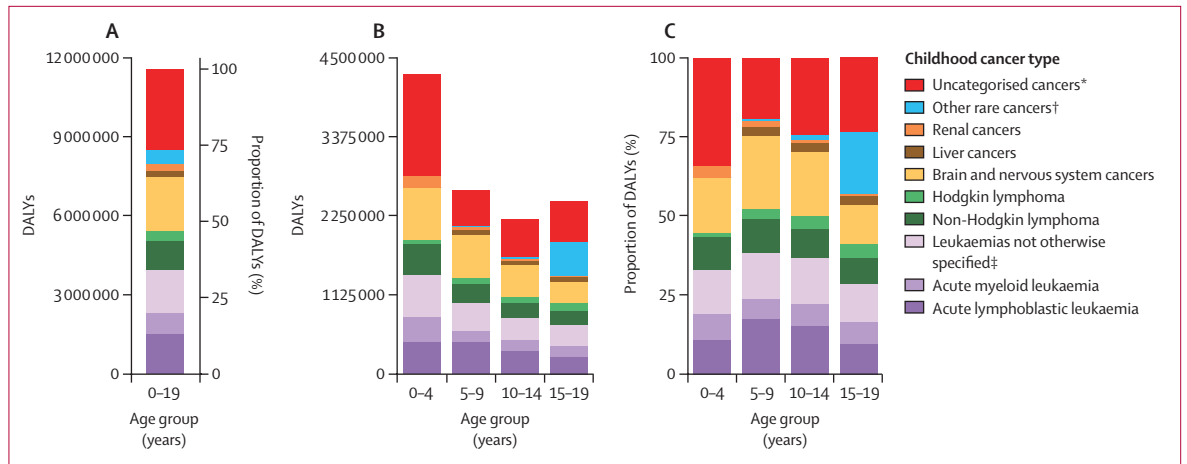 A
12 000 000
9 000 000
6 000 000
3 000 000
0
DALYs
100
75
50
25
0
Proportion of DALYs (%)
0–19
Age group
(years)
B
4 500 000
3 375 000
2 250 000
1 125 000
0
DALYs
0–4 5–9 10–14 15–19
Age group
(years)
C
100
75
50
25
0
Proportion of DALYs (%)
0–4 5–9 10–14 15–19
Age group
(years)
Childhood cancer type
Uncategorised cancers*
Other rare cancers†
Renal cancers
Liver cancers
Brain and nervous system cancers
Hodgkin lymphoma
Non-Hodgkin lymphoma
Leukaemias not otherwise
specified‡
Acute myeloid leukaemia
Acute lymphoblastic leukaemia